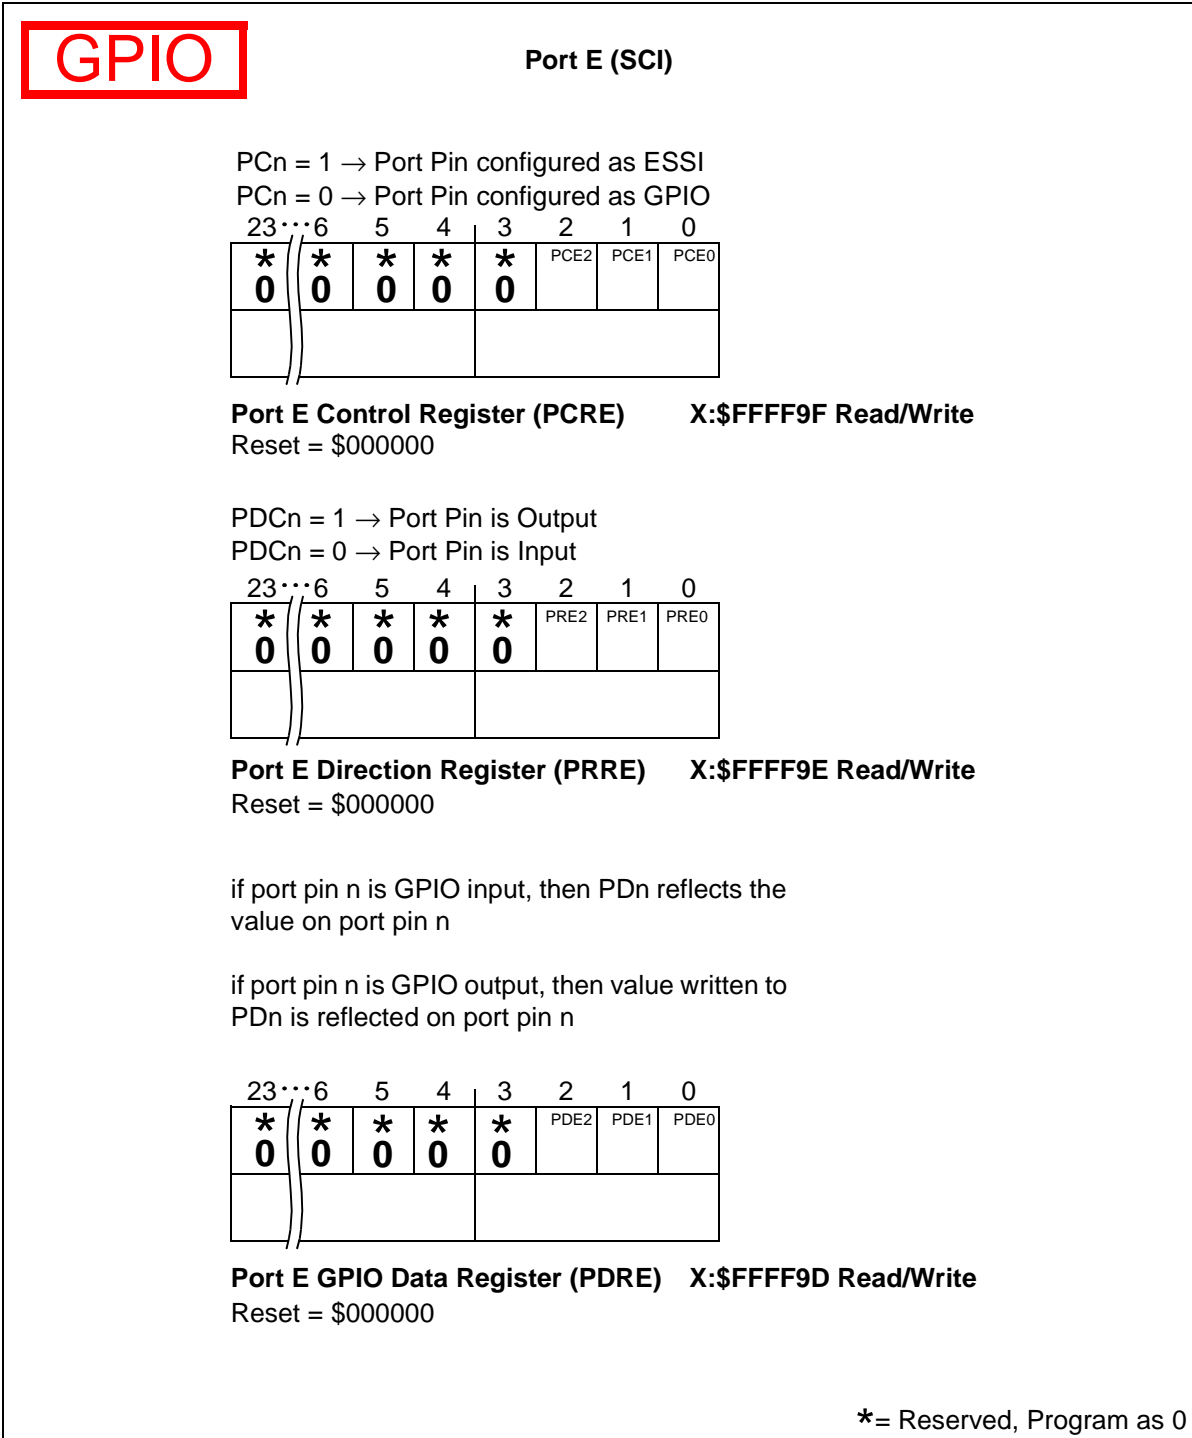 GPIO
Port E (SCI)
PCn = 1 → Port Pin configured as ESSI
PCn = 0 → Port Pin configured as GPIO
23 ··· 6 5 4 3 2 1 0
* * * * * PCE2 PCE1 PCE0
0 0 0 0 0
Port E Control Register (PCRE) X:$FFFF9F Read/Write
Reset = $000000
PDCn = 1 → Port Pin is Output
PDCn = 0 → Port Pin is Input
23 ··· 6 5 4 3 2 1 0
* * * * * PRE2 PRE1 PRE0
0 0 0 0 0
Port E Direction Register (PRRE) X:$FFFF9E Read/Write
Reset = $000000
if port pin n is GPIO input, then PDn reflects the
value on port pin n
if port pin n is GPIO output, then value written to
PDn is reflected on port pin n
23 ··· 6 5 4 3 2 1 0
* * * * * PDE2 PDE1 PDE0
0 0 0 0 0
Port E GPIO Data Register (PDRE) X:$FFFF9D Read/Write
Reset = $000000
*= Reserved, Program as 0